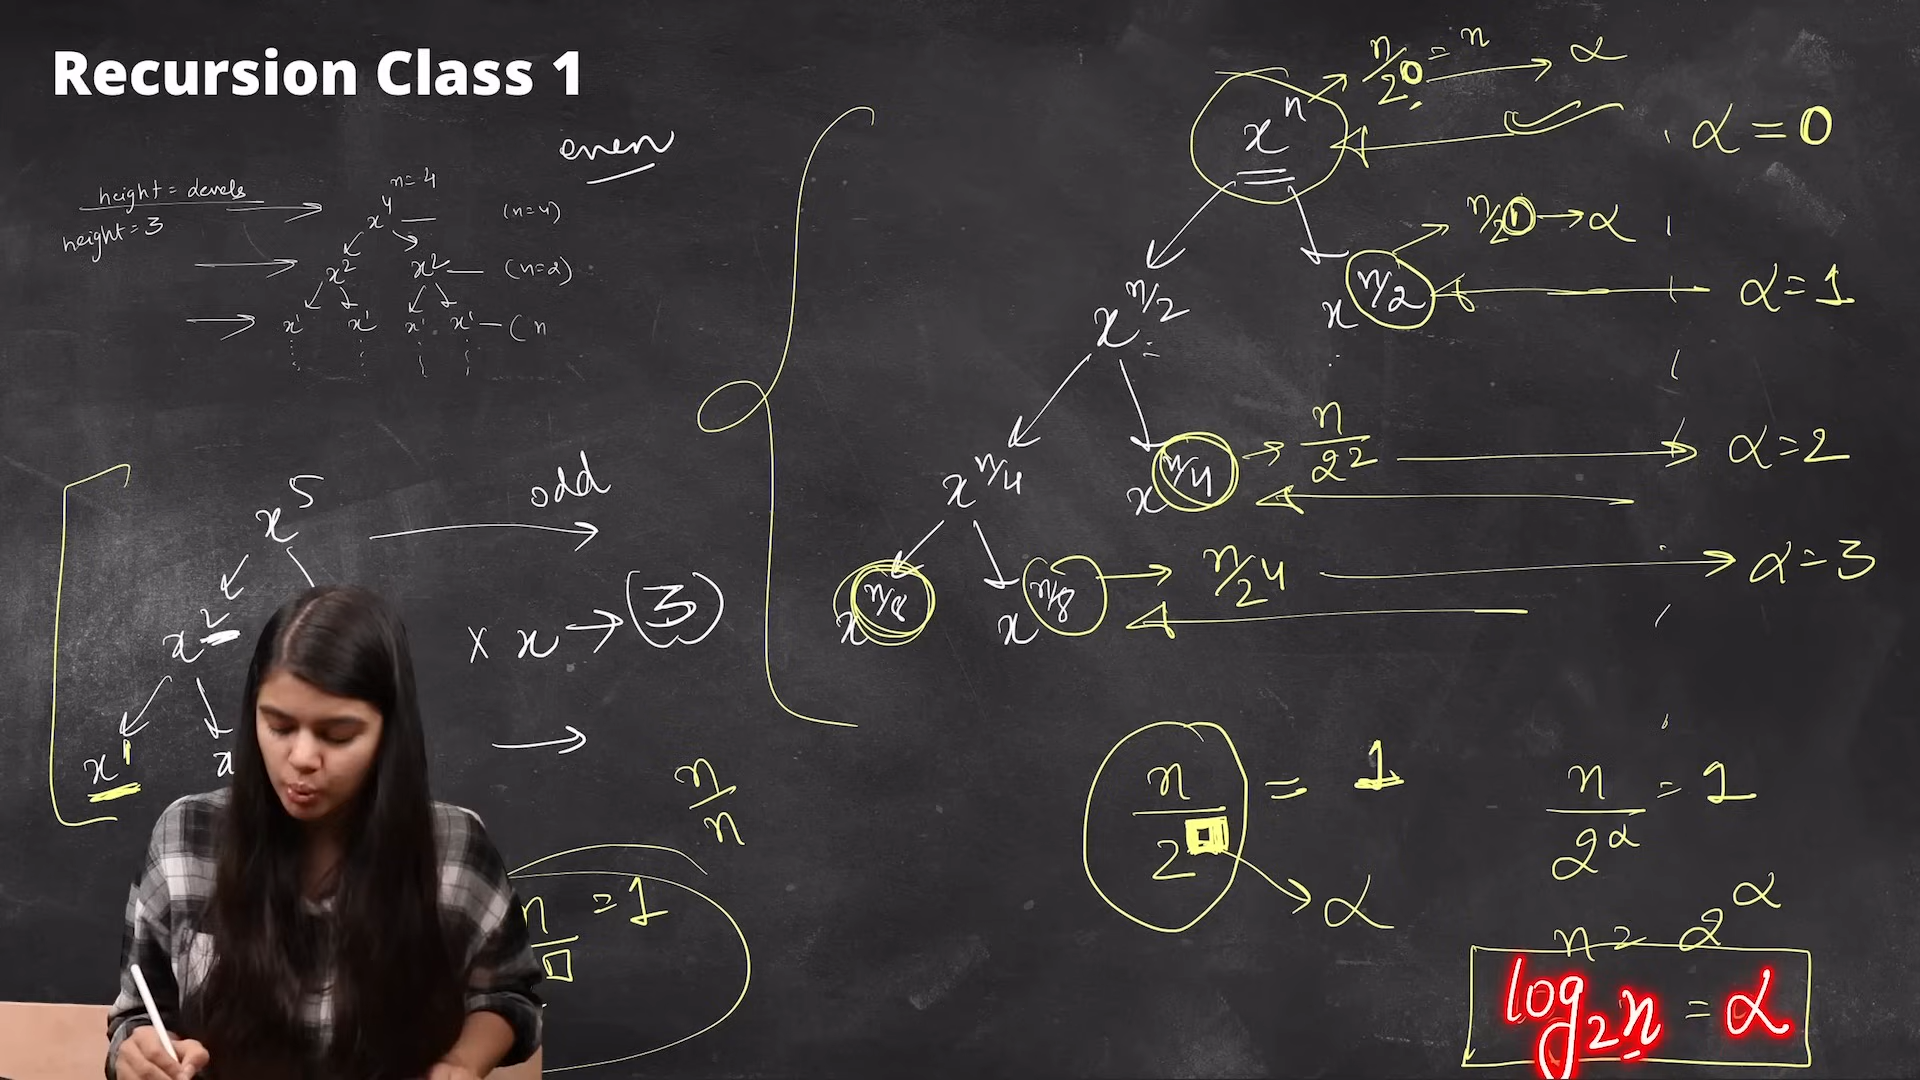 Recursion Class 1
even
height = levels
height = 3
n = 4
x^4 — (n=4)
x^2 x^2 — (n=2)
x^1 x^1 x^1 x^1 — (n
x^5
odd
x^2 × x → (3)
x^1
n/n
n/□ = 1
x^n → n/2^0 = n → α
α = 0
n/2^1 → α
x^n/2 x^n/2
α = 1
x^n/4 x^n/4 → n/2^2
α = 2
x^n/8 x^n/8 → n/24
α = 3
n/2^□ = 1
α
n/2^α = 1
n = 2^α
log2n = α